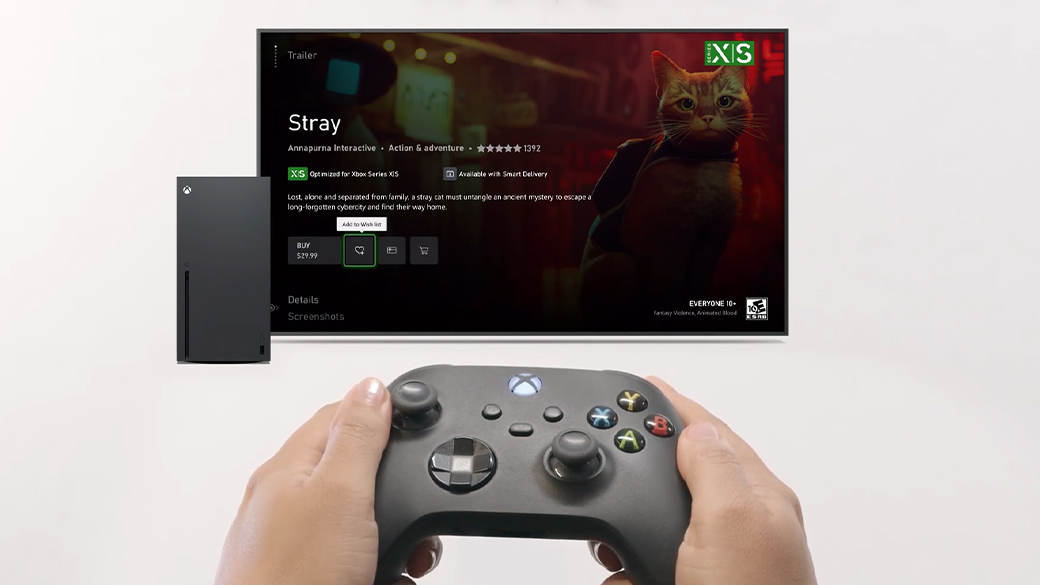 Trailer
SERIES X|S
Stray
Annapurna Interactive • Action & adventure • ★★★★★ 1392
X|S Optimized for Xbox Series X|S Available with Smart Delivery
Lost, alone and separated from family, a stray cat must untangle an ancient mystery to escape a
long-forgotten cybercity and find their way home.
Add to Wish list
BUY
$29.99
Details
Screenshots
EVERYONE 10+
Fantasy Violence, Animated Blood
E 10+
ESRB
Y
X
B
A